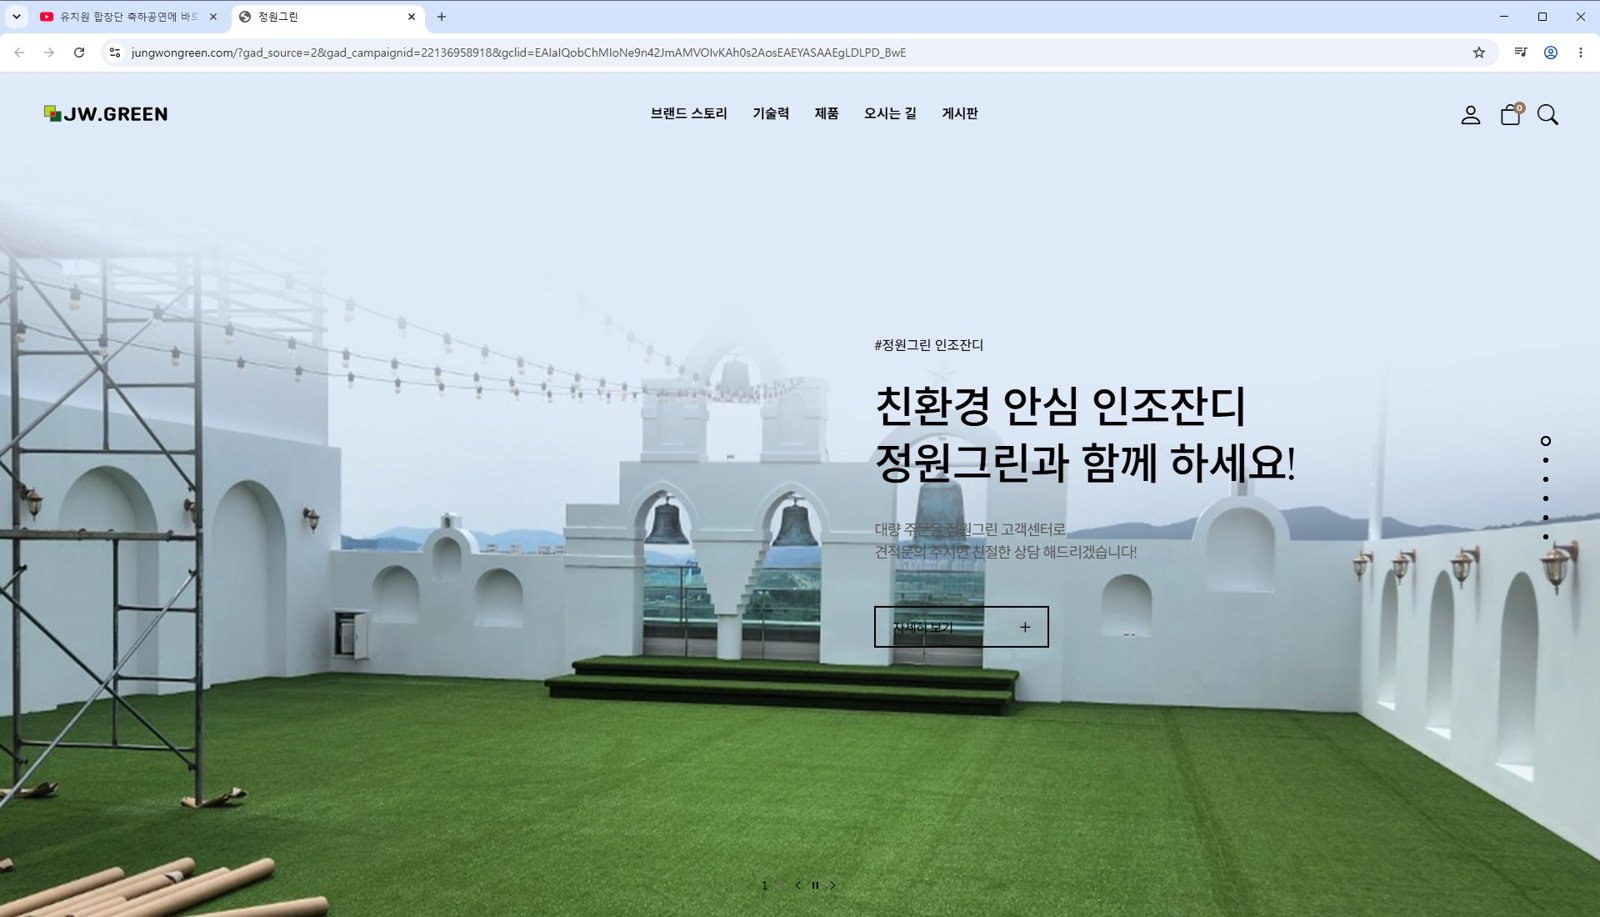 유치원 합창단 축하공연에 바로
정원그린
jungwongreen.com/?gad_source=2&gad_campaignid=22136958918&gclid=EAIaIQobChMIoNe9n42JmAMVOIvKAh0s2AosEAEYASAAEgLDLPD_BwE
JW.GREEN
브랜드 스토리 기술력 제품 오시는 길 게시판
0
#정원그린 인조잔디
친환경 안심 인조잔디
정원그린과 함께 하세요!
대량 주문은 정원그린 고객센터로
견적문의 주시면 친절한 상담 해드리겠습니다!
자세히 보기 +
1